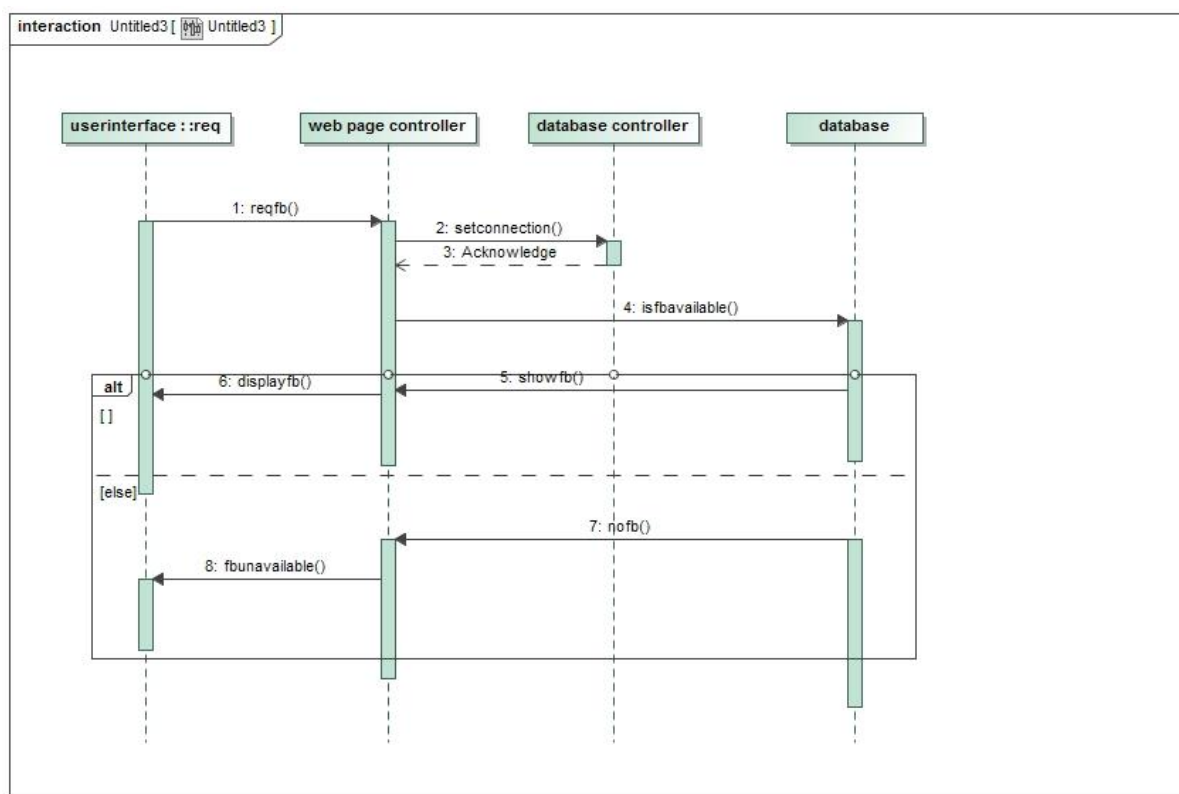 interaction Untitled3 [ Untitled3 ]
userinterface : :req
web page controller
database controller
database
1: reqfb()
2: setconnection()
3: Acknowledge
4: isfbavailable()
alt
6: displayfb()
5: showfb()
[ ]
[else]
7: nofb()
8: fbunavailable()